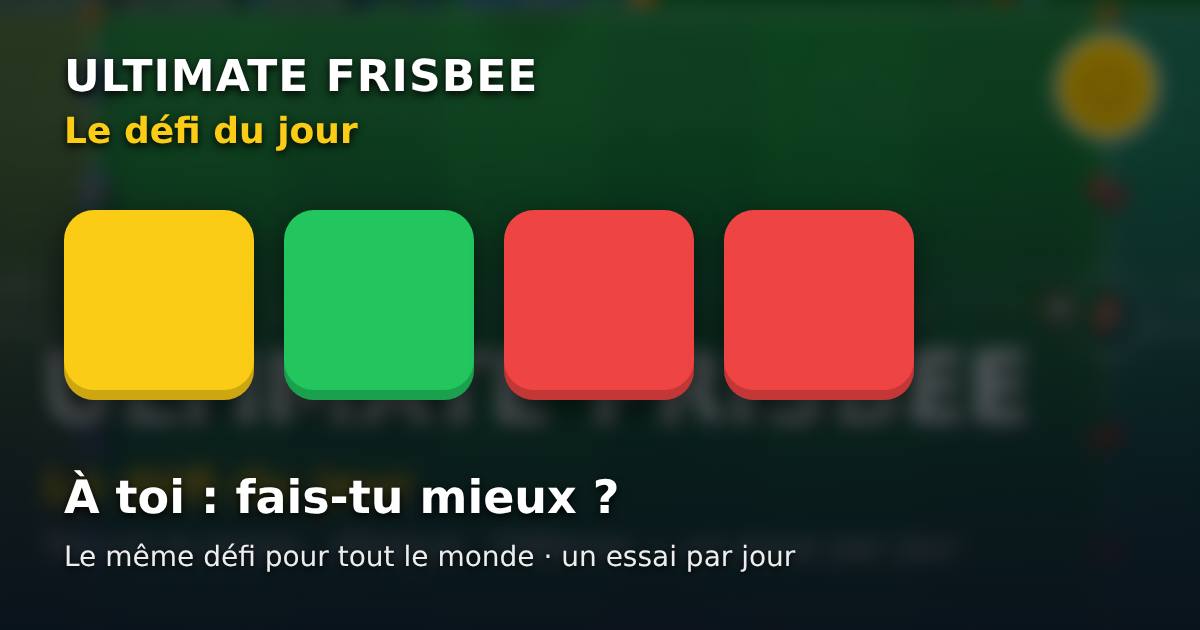 ULTIMATE FRISBEE
Le défi du jour
À toi : fais-tu mieux ?
Le même défi pour tout le monde · un essai par jour